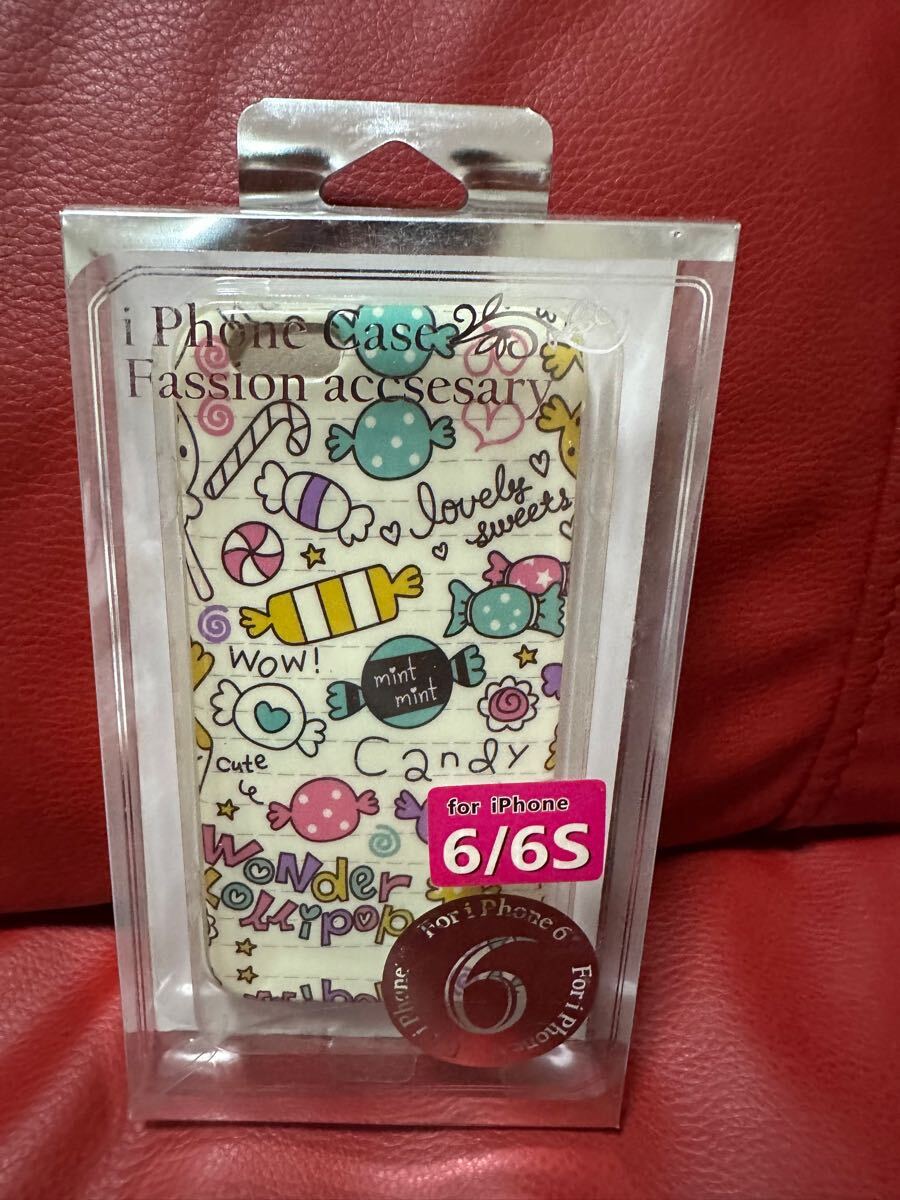 i Phone Case
Fassion accsesary
lovely
sweets
WOW!
mint
mint
Candy
cute
for iPhone
6/6S
Wonder
Lollipop
For i Phone 6
6
i Phone
For i Phone